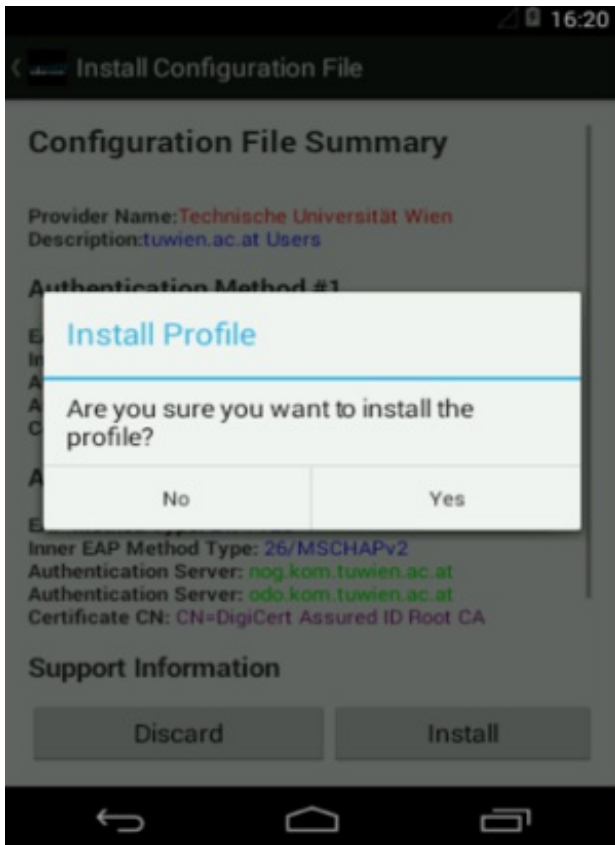 16:20
Install Configuration File
Configuration File Summary
Provider Name:Technische Universität Wien
Description:tuwien.ac.at Users
Authentication Method #1
Install Profile
Are you sure you want to install the
profile?
No
Yes
Inner EAP Method Type: 26/MSCHAPv2
Authentication Server: nog.kom.tuwien.ac.at
Authentication Server: odo.kom.tuwien.ac.at
Certificate CN: CN=DigiCert Assured ID Root CA
Support Information
Discard
Install